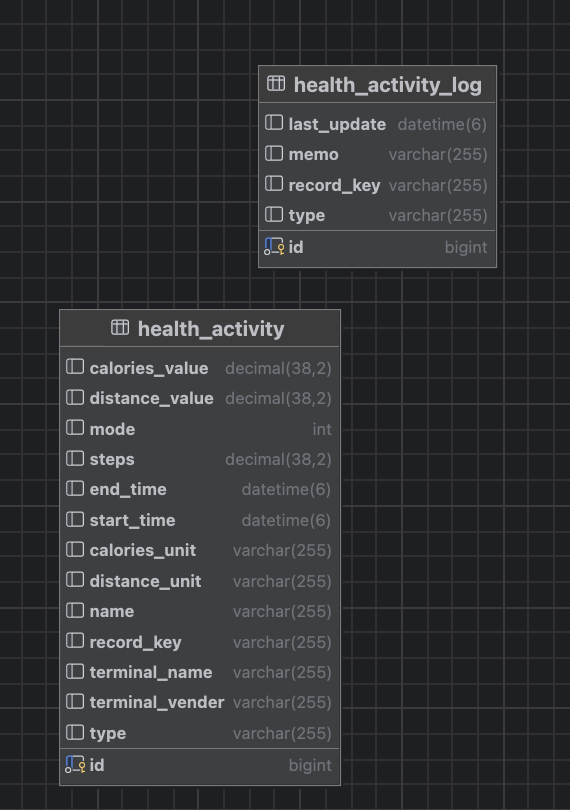 health_activity_log
last_update datetime(6)
memo varchar(255)
record_key varchar(255)
type varchar(255)
id bigint
health_activity
calories_value decimal(38,2)
distance_value decimal(38,2)
mode int
steps decimal(38,2)
end_time datetime(6)
start_time datetime(6)
calories_unit varchar(255)
distance_unit varchar(255)
name varchar(255)
record_key varchar(255)
terminal_name varchar(255)
terminal_vender varchar(255)
type varchar(255)
id bigint